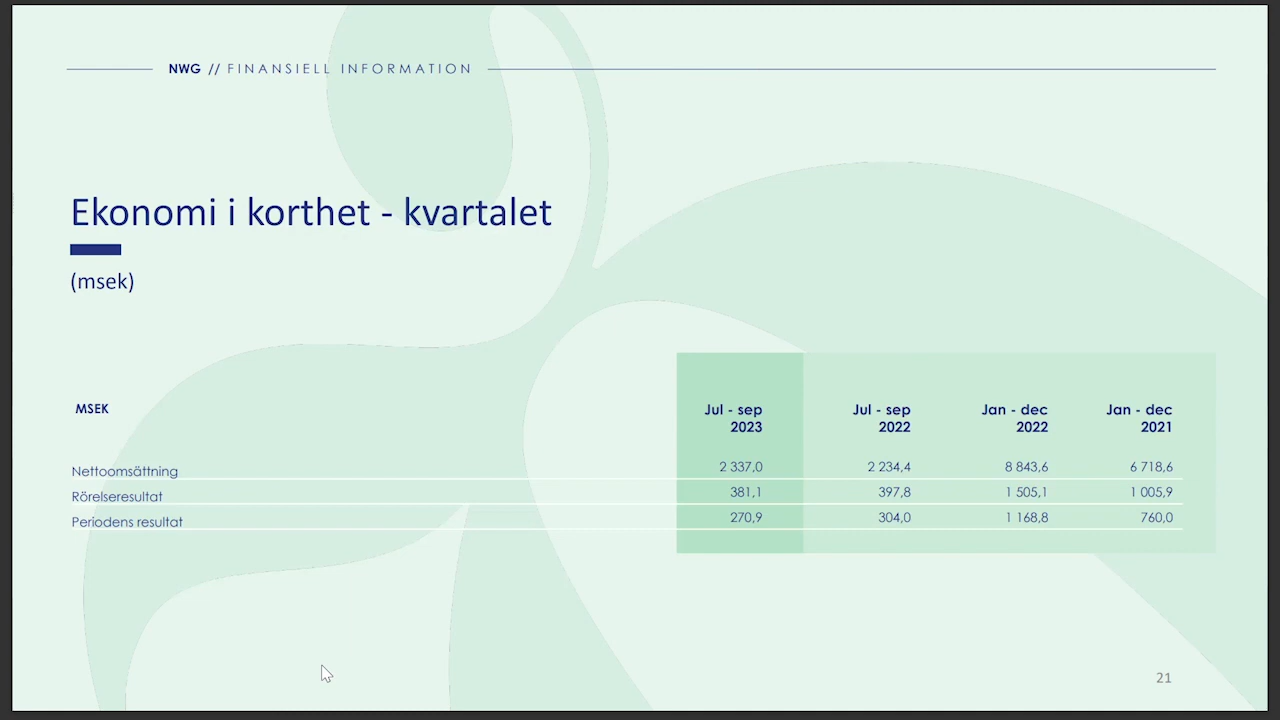 NWG // FINANSIELL INFORMATION
Ekonomi i korthet - kvartalet
(msek)
MSEK Jul - sep 2023 Jul - sep 2022 Jan - dec 2022 Jan - dec 2021
Nettoomsättning 2 337,0 2 234,4 8 843,6 6 718,6
Rörelseresultat 381,1 397,8 1 505,1 1 005,9
Periodens resultat 270,9 304,0 1 168,8 760,0
21